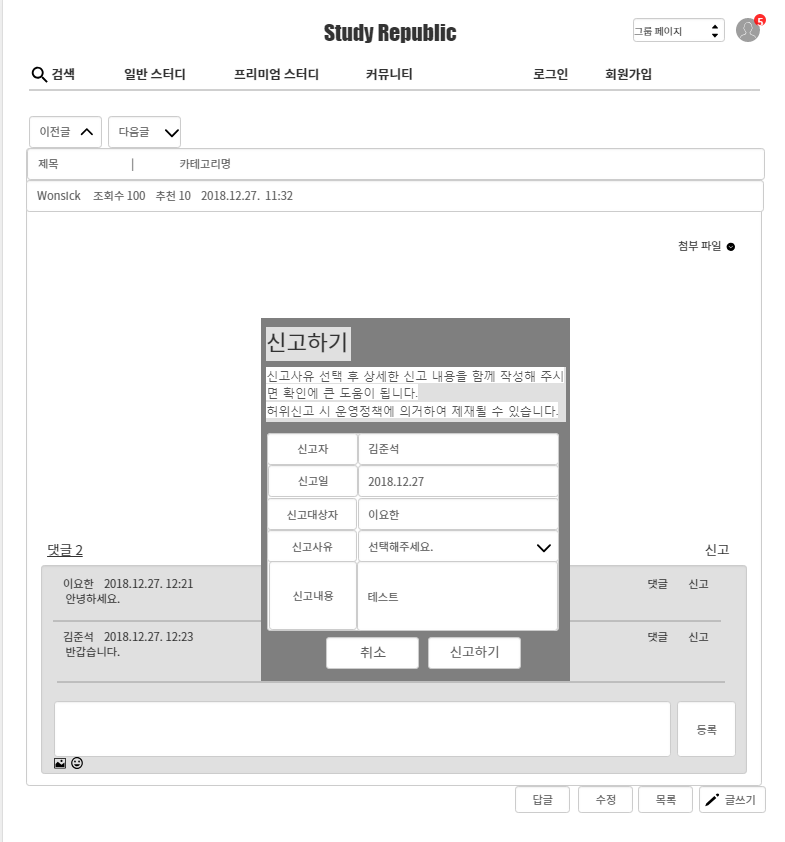 Study Republic
그룹 페이지
5
검색 일반 스터디 프리미엄 스터디 커뮤니티 로그인 회원가입
이전글 다음글
제목 | 카테고리명
Wonsick 조회수 100 추천 10 2018.12.27. 11:32
첨부 파일
신고하기
신고사유 선택 후 상세한 신고 내용을 함께 작성해 주시
면 확인에 큰 도움이 됩니다.
허위신고 시 운영정책에 의거하여 제재될 수 있습니다.
신고자 김준석
신고일 2018.12.27
신고대상자 이요한
신고사유 선택해주세요.
신고내용 테스트
취소 신고하기
댓글 2 신고
이요한 2018.12.27. 12:21 댓글 신고
안녕하세요.
김준석 2018.12.27. 12:23 댓글 신고
반갑습니다.
등록
답글 수정 목록 글쓰기